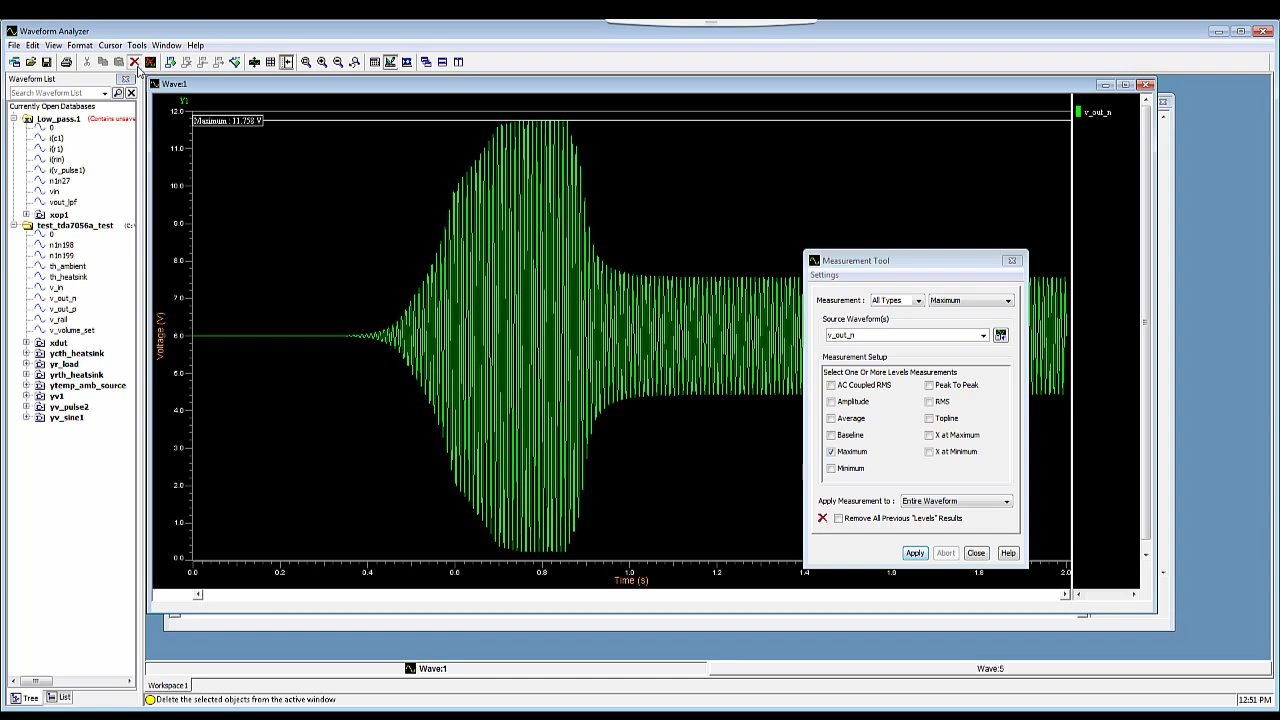 Waveform Analyzer
File Edit View Format Cursor Tools Window Help
Waveform List
Search Waveform List
Currently Open Databases
Low_pass.1 (Contains unsave
0
i(c1)
i(r1)
i(rin)
i(v_pulse1)
n1n27
vin
vout_lpf
xop1
test_tda7056a_test (C:\
0
n1n198
n1n199
th_ambient
th_heatsink
v_in
v_out_n
v_out_p
v_rail
v_volume_set
xdut
ycth_heatsink
yr_load
yrth_heatsink
ytemp_amb_source
yv1
yv_pulse2
yv_sine1
Tree List
Wave:1
Y1
12.0
Maximum : 11.758 V
11.0
10.0
9.0
8.0
7.0
6.0
5.0
4.0
3.0
2.0
1.0
0.0
Voltage (V)
0.0 0.2 0.4 0.6 0.8 1.0 1.2 1.4 1.6 1.8 2.0
Time (s)
v_out_n
Measurement Tool
Settings
Measurement : All Types Maximum
Source Waveform(s)
v_out_n
Measurement Setup
Select One Or More Levels Measurements
AC Coupled RMS Peak To Peak
Amplitude RMS
Average Topline
Baseline X at Maximum
Maximum X at Minimum
Minimum
Apply Measurement to : Entire Waveform
Remove All Previous "Levels" Results
Apply Abort Close Help
Wave:1 Wave:5
Workspace1
Delete the selected objects from the active window 12:51 PM